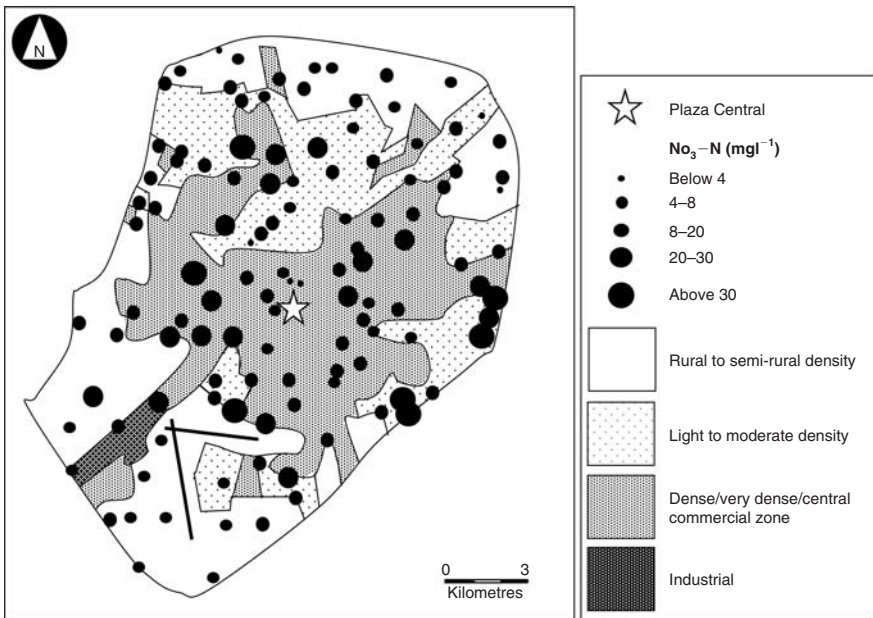 N
0 3
Kilometres
Plaza Central
No₃−N (mgl⁻¹)
Below 4
4–8
8–20
20–30
Above 30
Rural to semi-rural density
Light to moderate density
Dense/very dense/central
commercial zone
Industrial